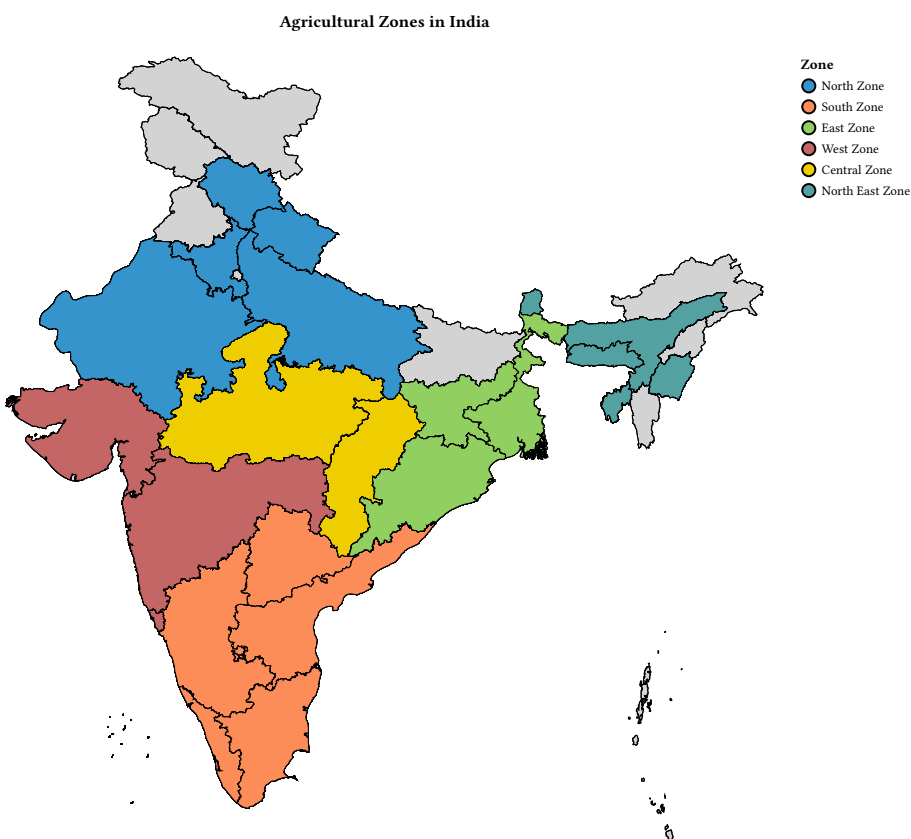 Agricultural Zones in India
Zone
North Zone
South Zone
East Zone
West Zone
Central Zone
North East Zone